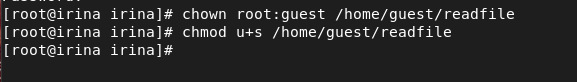 [root@irina irina]# chown root:guest /home/guest/readfile
[root@irina irina]# chmod u+s /home/guest/readfile
[root@irina irina]#